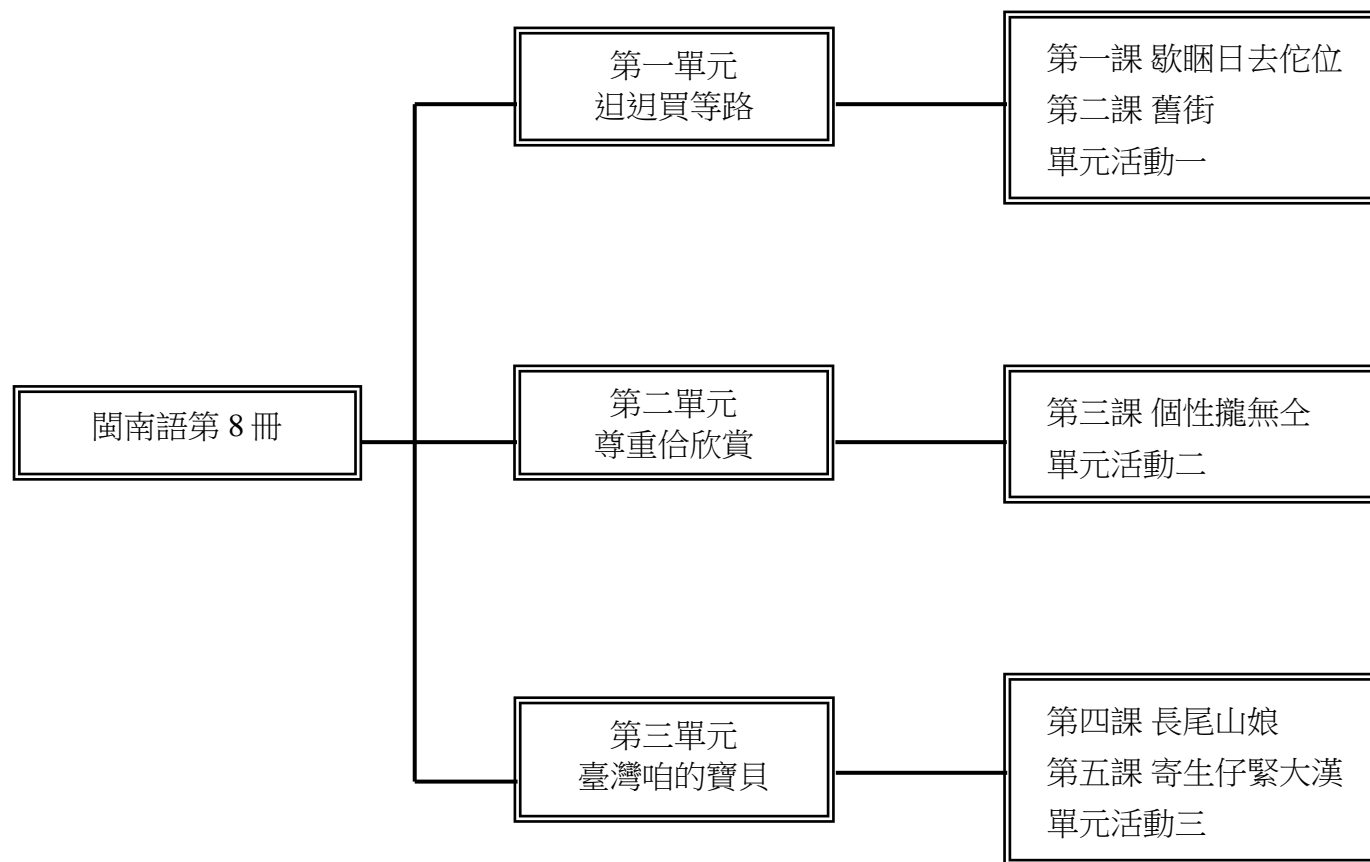 閩南語第 8 冊
第一單元
迌迌買等路
第一課 歇睏日去佗位
第二課 舊街
單元活動一
第二單元
尊重佮欣賞
第三課 個性攏無仝
單元活動二
第三單元
臺灣咱的寶貝
第四課 長尾山娘
第五課 寄生仔緊大漢
單元活動三